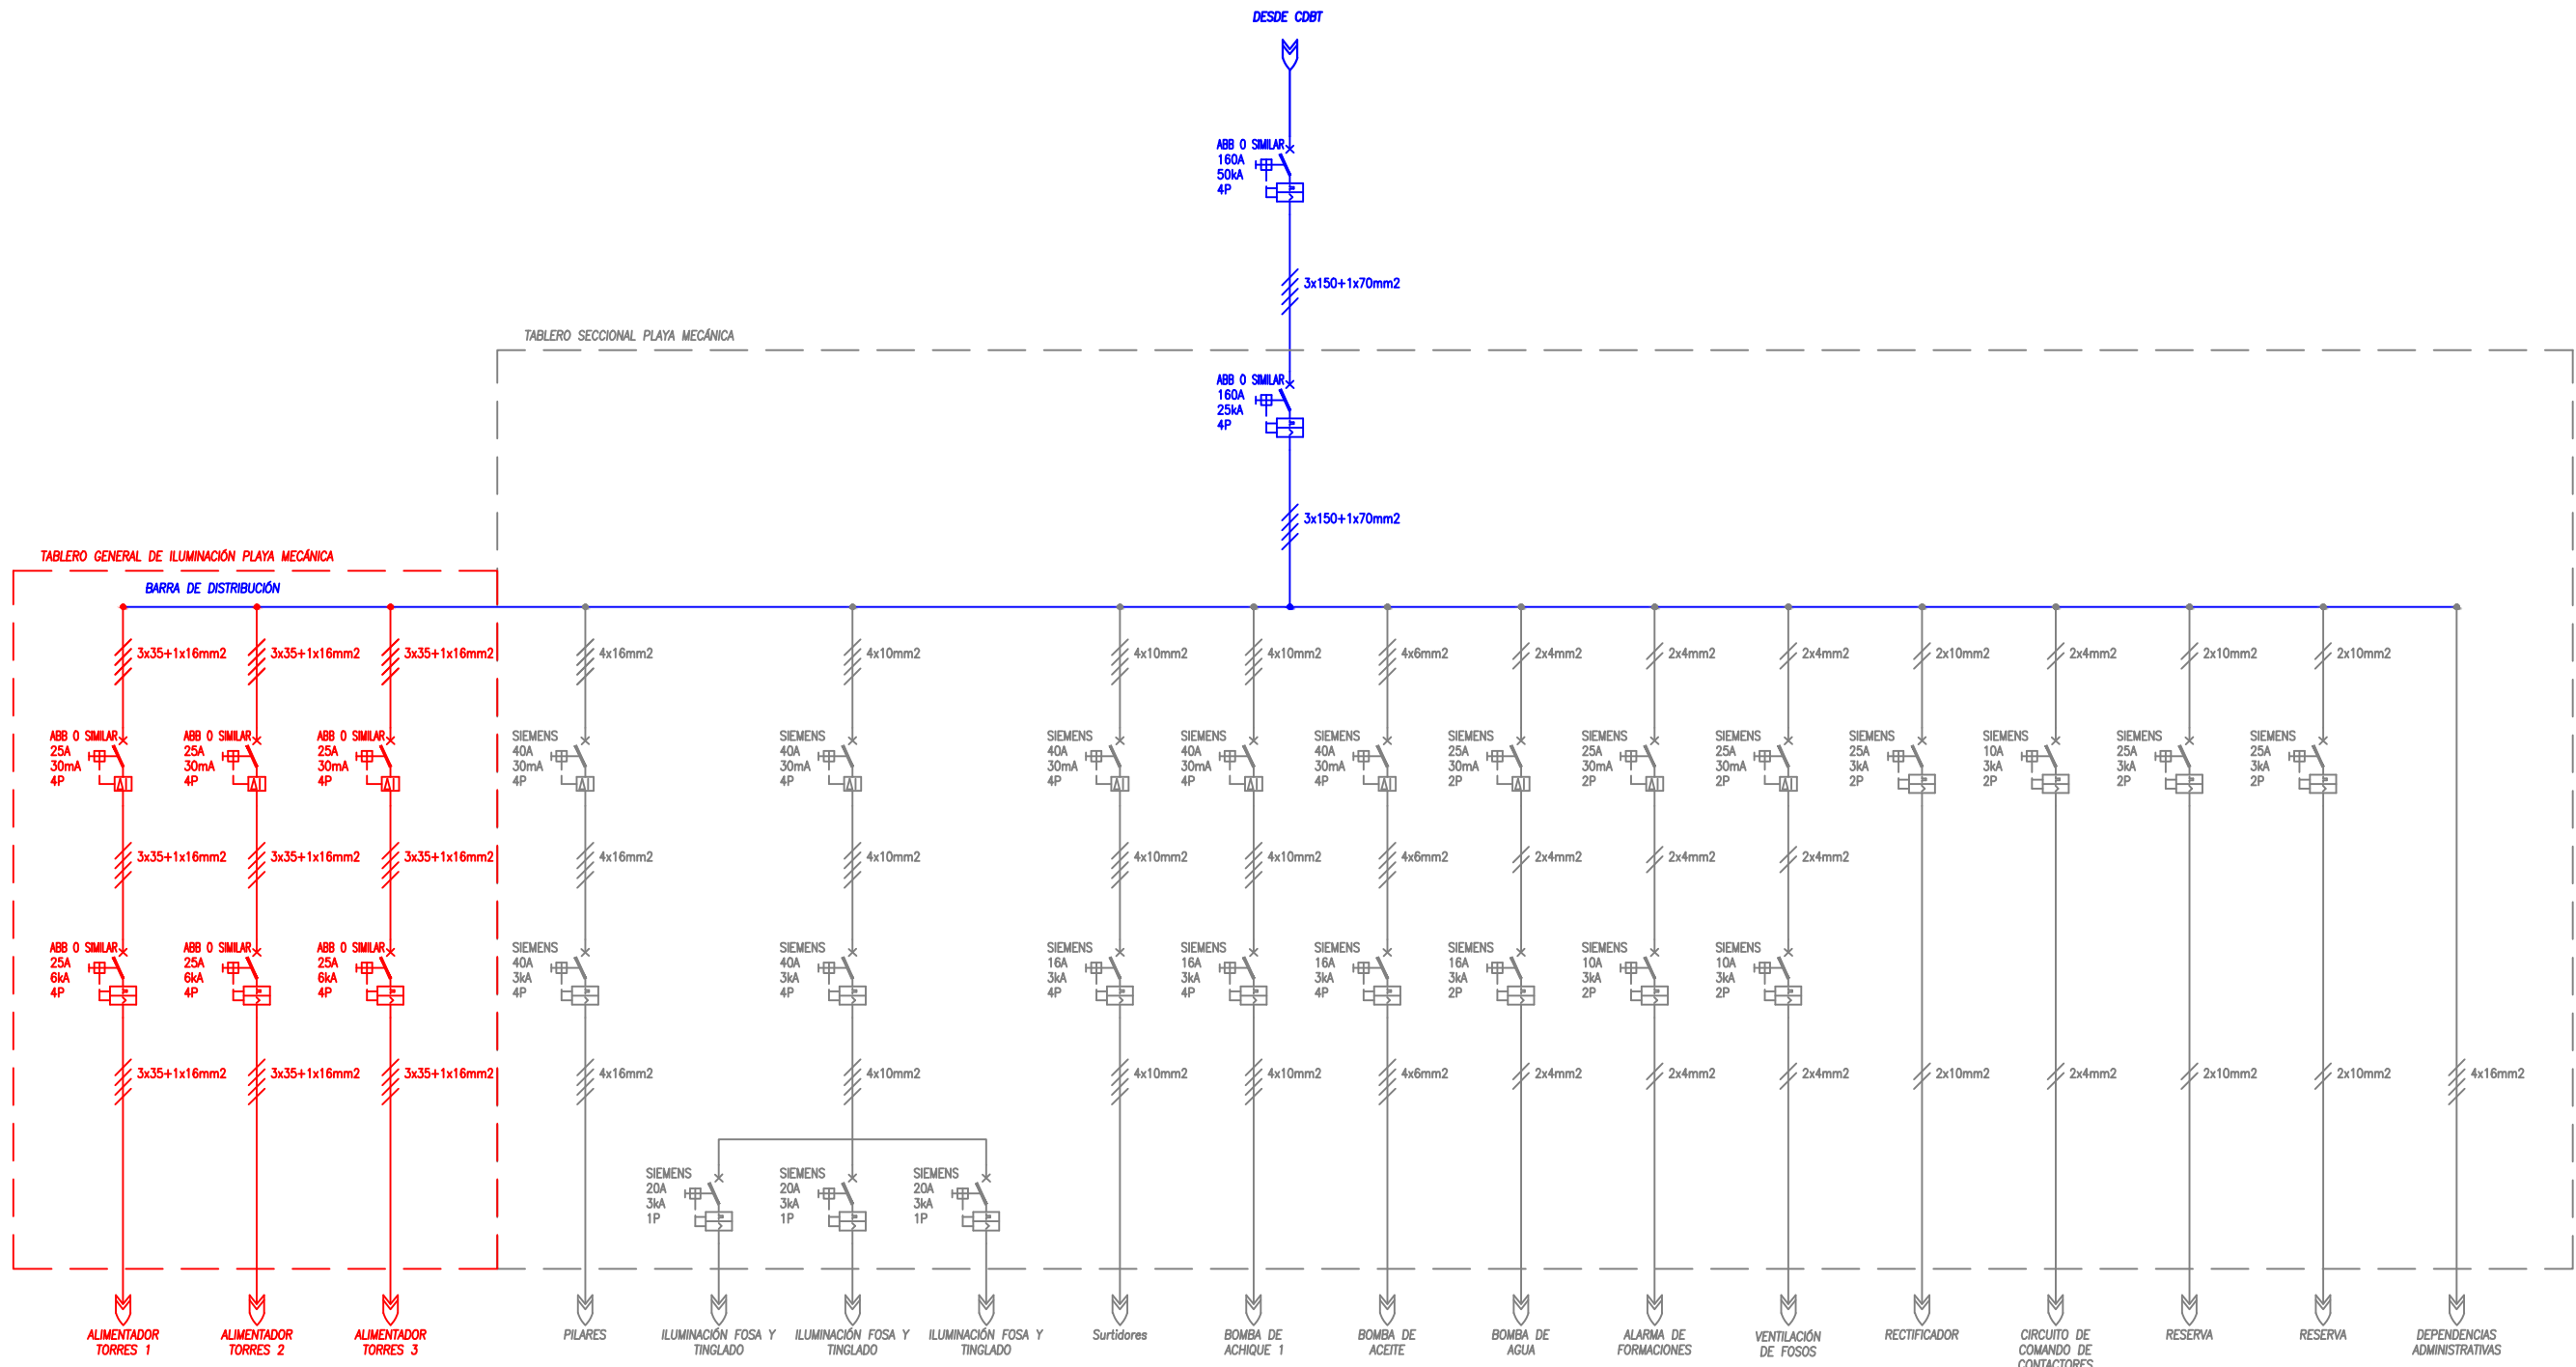 DESDE CDBT
ABB O SIMILAR
160A
50kA
4P
3x150+1x70mm2
TABLERO SECCIONAL PLAYA MECÁNICA
ABB O SIMILAR
160A
25kA
4P
3x150+1x70mm2
TABLERO GENERAL DE ILUMINACIÓN PLAYA MECÁNICA
BARRA DE DISTRIBUCIÓN
3x35+1x16mm2 3x35+1x16mm2 3x35+1x16mm2 4x16mm2 4x10mm2 4x10mm2 4x10mm2 4x6mm2 2x4mm2 2x4mm2 2x4mm2 2x10mm2 2x4mm2 2x10mm2 2x10mm2
ABB O SIMILAR ABB O SIMILAR ABB O SIMILAR SIEMENS SIEMENS SIEMENS SIEMENS SIEMENS SIEMENS SIEMENS SIEMENS SIEMENS SIEMENS SIEMENS SIEMENS
25A 25A 25A 40A 40A 40A 40A 40A 25A 25A 25A 25A 10A 25A 25A
30mA 30mA 30mA 30mA 30mA 30mA 30mA 30mA 30mA 30mA 30mA 3kA 3kA 3kA 3kA
4P 4P 4P 4P 4P 4P 4P 4P 2P 2P 2P 2P 2P 2P 2P
3x35+1x16mm2 3x35+1x16mm2 3x35+1x16mm2 4x16mm2 4x10mm2 4x10mm2 4x10mm2 4x6mm2 2x4mm2 2x4mm2 2x4mm2
ABB O SIMILAR ABB O SIMILAR ABB O SIMILAR SIEMENS SIEMENS SIEMENS SIEMENS SIEMENS SIEMENS SIEMENS SIEMENS
25A 25A 25A 40A 40A 16A 16A 16A 16A 10A 10A
6kA 6kA 6kA 3kA 3kA 3kA 3kA 3kA 3kA 3kA 3kA
4P 4P 4P 4P 4P 4P 4P 4P 2P 2P 2P
3x35+1x16mm2 3x35+1x16mm2 3x35+1x16mm2 4x16mm2 4x10mm2 4x10mm2 4x10mm2 4x6mm2 2x4mm2 2x4mm2 2x4mm2 2x10mm2 2x4mm2 2x10mm2 2x10mm2 4x16mm2
SIEMENS SIEMENS SIEMENS
20A 20A 20A
3kA 3kA 3kA
1P 1P 1P
ALIMENTADOR
TORRES 1
ALIMENTADOR
TORRES 2
ALIMENTADOR
TORRES 3
PILARES
ILUMINACIÓN FOSA Y
TINGLADO
ILUMINACIÓN FOSA Y
TINGLADO
ILUMINACIÓN FOSA Y
TINGLADO
Surtidores
BOMBA DE
ACHIQUE 1
BOMBA DE
ACEITE
BOMBA DE
AGUA
ALARMA DE
FORMACIONES
VENTILACIÓN
DE FOSOS
RECTIFICADOR
CIRCUITO DE
COMANDO DE
CONTACTORES
RESERVA
RESERVA
DEPENDENCIAS
ADMINISTRATIVAS